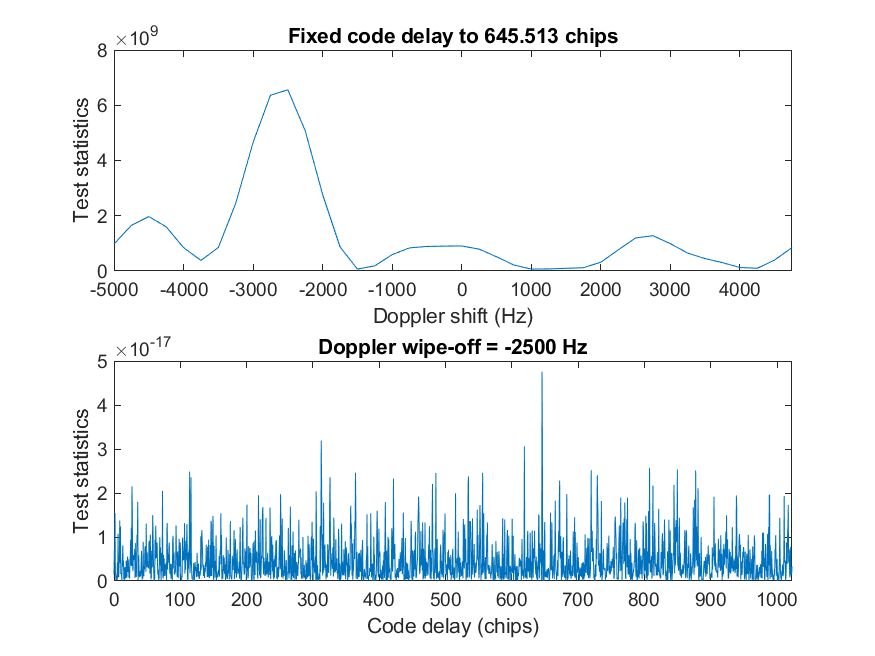 ×10^9
Fixed code delay to 645.513 chips
Test statistics
8
6
4
2
0
-5000 -4000 -3000 -2000 -1000 0 1000 2000 3000 4000
Doppler shift (Hz)
×10^-17
Doppler wipe-off = -2500 Hz
Test statistics
5
4
3
2
1
0
0 100 200 300 400 500 600 700 800 900 1000
Code delay (chips)